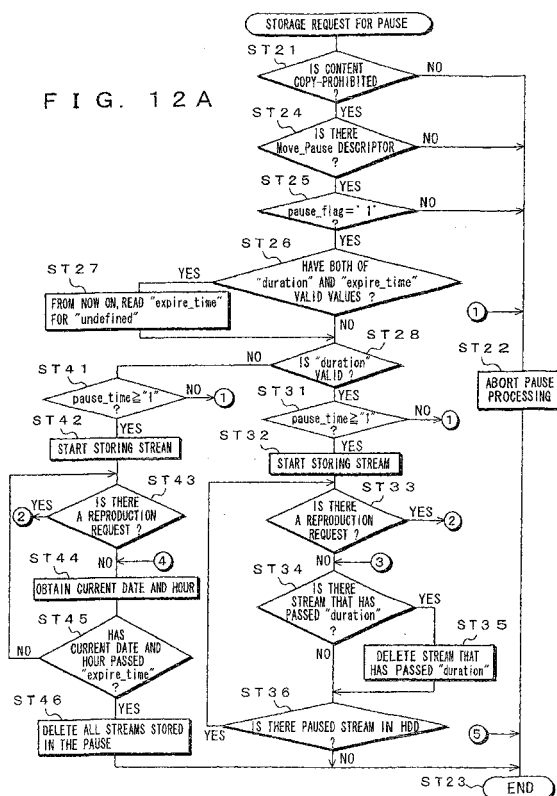 FIG. 12A
STORAGE REQUEST FOR PAUSE
ST21
IS CONTENT
COPY-PROHIBITED
?
NO
YES
ST24
IS THERE
Move_Pause DESCRIPTOR
?
NO
YES
ST25
pause_flag="1"
?
NO
YES
ST26
HAVE BOTH OF
"duration" AND "expire_time"
VALID VALUES ?
YES
NO
ST27
FROM NOW ON, READ "expire_time"
FOR "undefined"
①
ST28
IS "duration"
VALID ?
NO
YES
ST22
ABORT PAUSE
PROCESSING
ST41
pause_time≧"1"
?
NO
①
YES
ST31
pause_time≧"1"
?
NO
①
YES
ST42
START STORING STREAM
ST32
START STORING STREAM
ST43
IS THERE
A REPRODUCTION
REQUEST ?
YES
②
NO
④
ST33
IS THERE
A REPRODUCTION
REQUEST ?
YES
②
NO
③
ST44
OBTAIN CURRENT DATE AND HOUR
ST34
IS THERE
STREAM THAT HAS
PASSED "duration"
?
YES
NO
ST35
DELETE STREAM THAT
HAS PASSED "duration"
ST45
HAS
CURRENT DATE AND
HOUR PASSED
"expire_time"
?
NO
YES
ST46
DELETE ALL STREAMS STORED
IN THE PAUSE
ST36
IS THERE PAUSED STREAM IN HDD
?
YES
NO
⑤
ST23
END